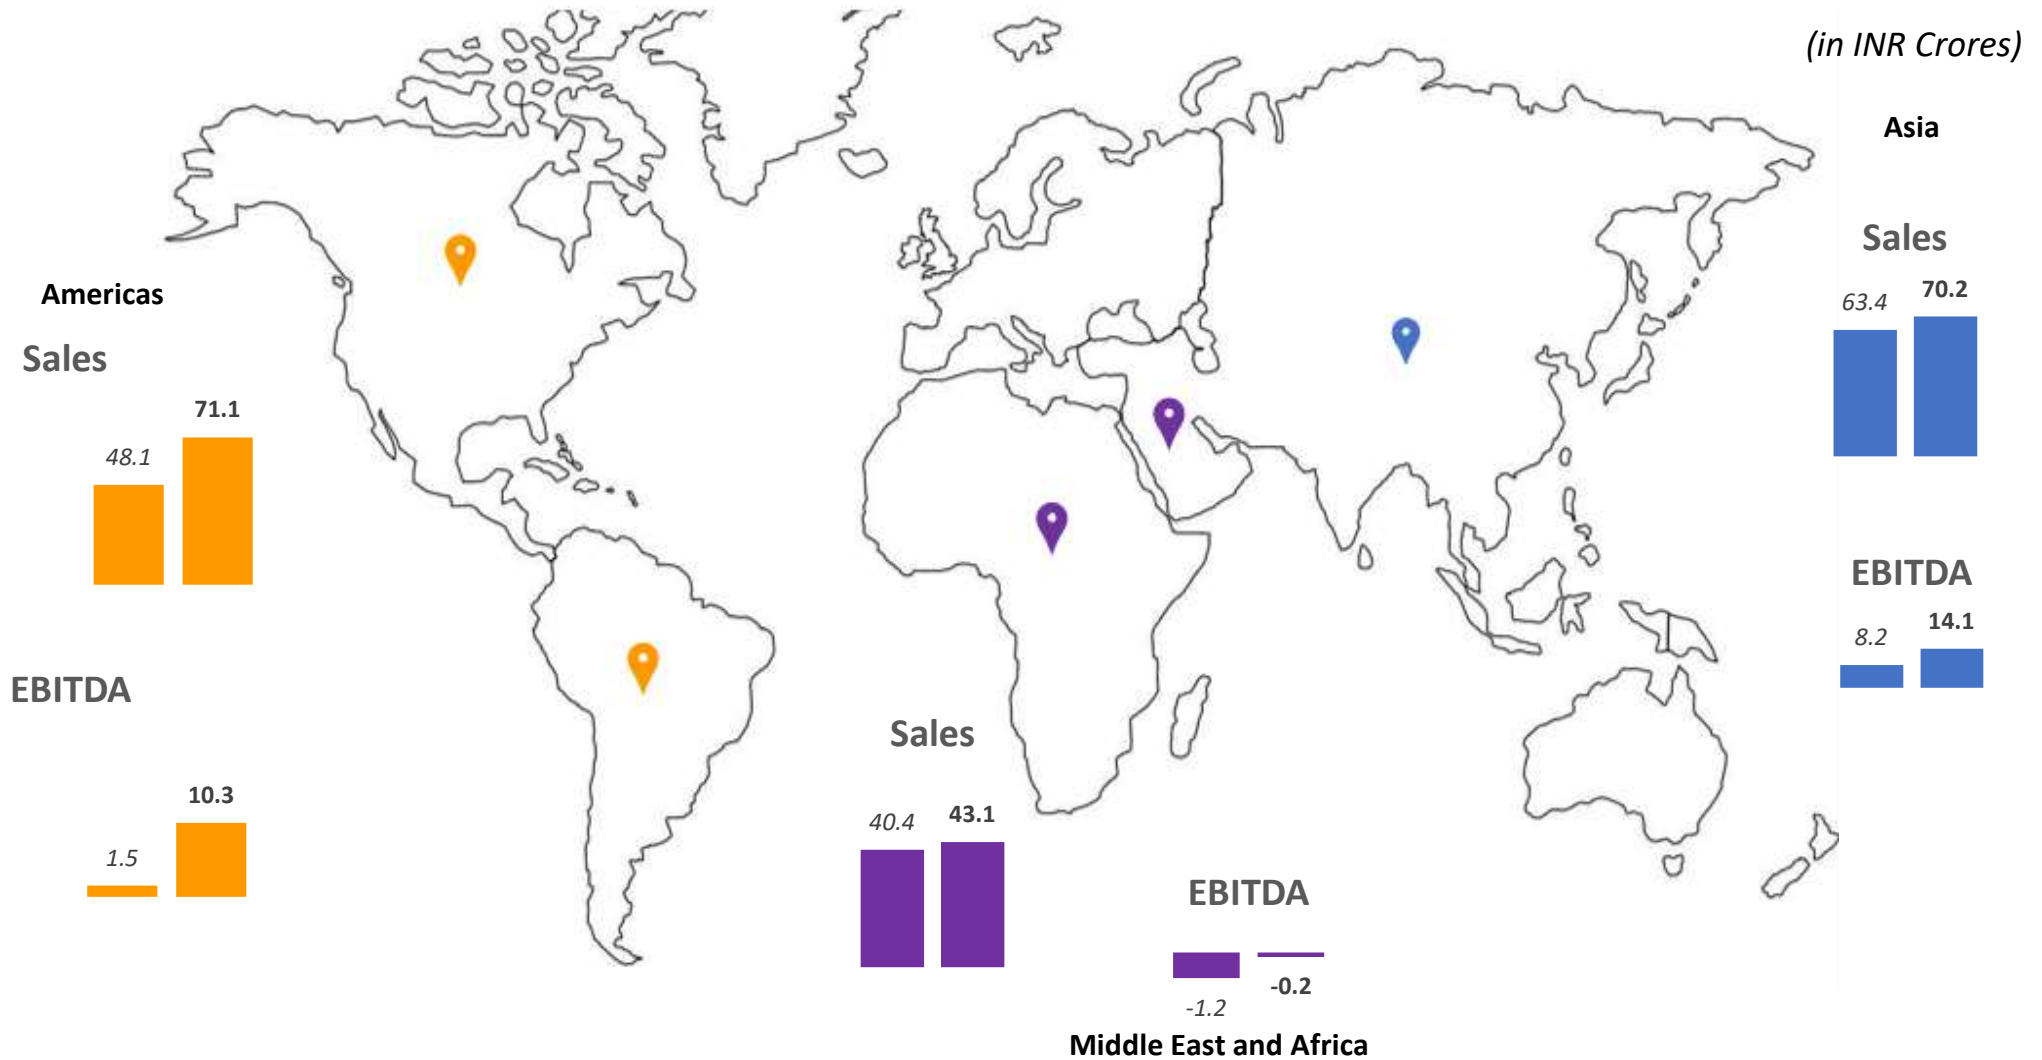 (in INR Crores)
Asia
Sales
63.4 70.2
EBITDA
8.2 14.1
Americas
Sales
48.1 71.1
EBITDA
1.5 10.3
Sales
40.4 43.1
EBITDA
-1.2 -0.2
Middle East and Africa